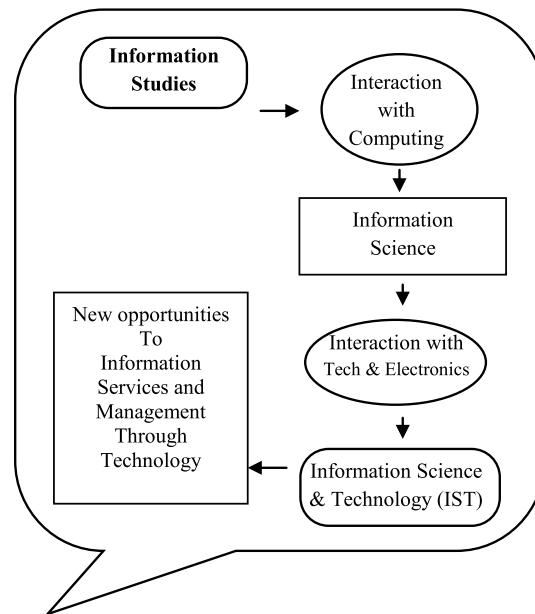 Information
Studies
Interaction
with
Computing
Information
Science
Interaction with
Tech & Electronics
Information Science
& Technology (IST)
New opportunities
To
Information
Services and
Management
Through
Technology